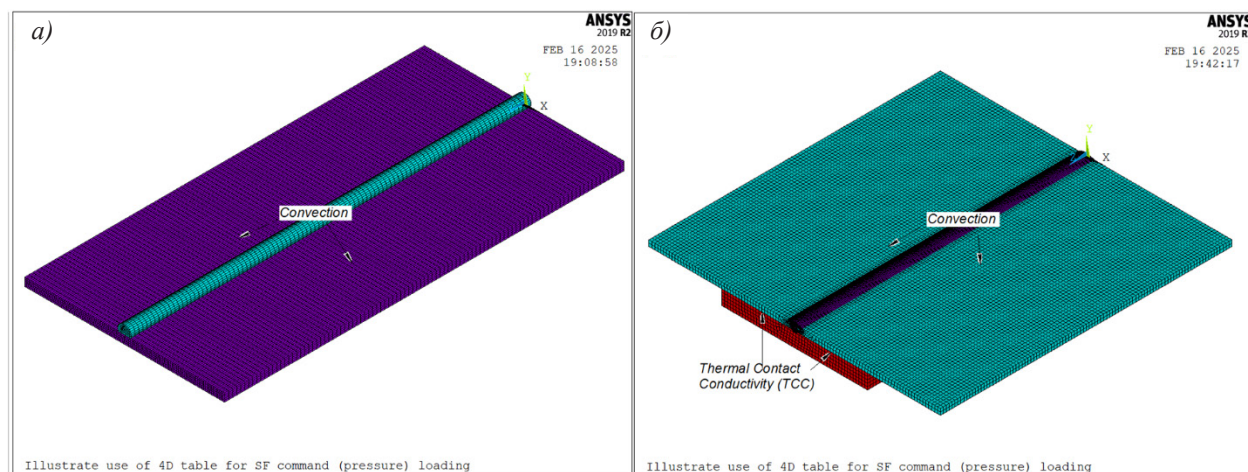 а)
ANSYS
2019 R2
FEB 16 2025
19:08:58
Y
X
Convection
Illustrate use of 4D table for SF command (pressure) loading
б)
ANSYS
2019 R
FEB 16 2025
19:42:17
Y
X
Convection
Thermal Contact
Conductivity (TCC)
Illustrate use of 4D table for SF command (pressure) loading